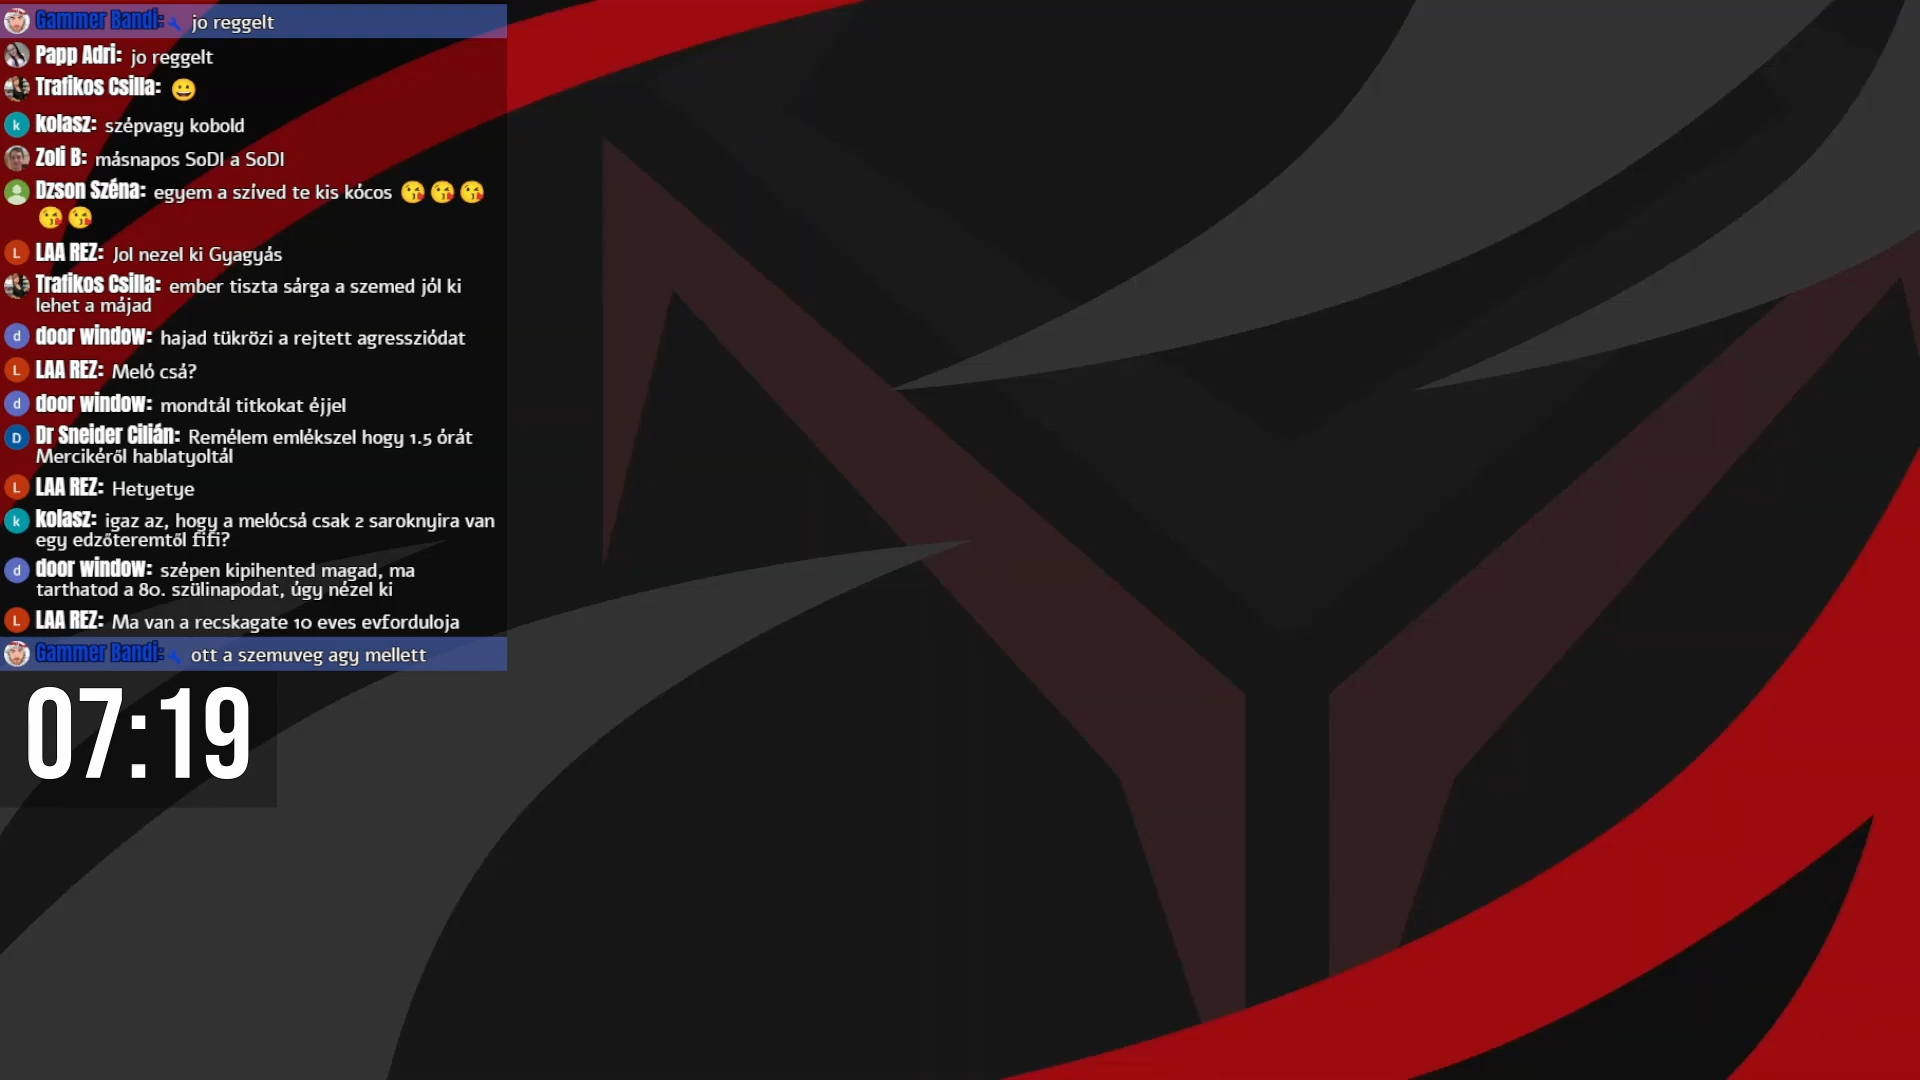 Gammer Bandi: jo reggelt
Papp Adri: jo reggelt
Trafikos Csilla: 😀
kolasz: szépvagy kobold
Zoli B: másnapos SoDI a SoDI
Dzson Széna: egyem a szíved te kis kócos 😘😘😘
😘😘
LAA REZ: Jol nezel ki Gyagyás
Trafikos Csilla: ember tiszta sárga a szemed jól ki
lehet a májad
door window: hajad tükrözi a rejtett agressziódat
LAA REZ: Meló csá?
door window: mondtál titkokat éjjel
Dr Sneider Cilián: Remélem emlékszel hogy 1.5 órát
Mercikéről hablatyoltál
LAA REZ: Hetyetye
kolasz: igaz az, hogy a melócsá csak 2 saroknyira van
egy edzőteremtől fifi?
door window: szépen kipihented magad, ma
tarthatod a 80. szülinapodat, úgy nézel ki
LAA REZ: Ma van a recskagate 10 eves evforduloja
Gammer Bandi: ott a szemuveg agy mellett
07:19